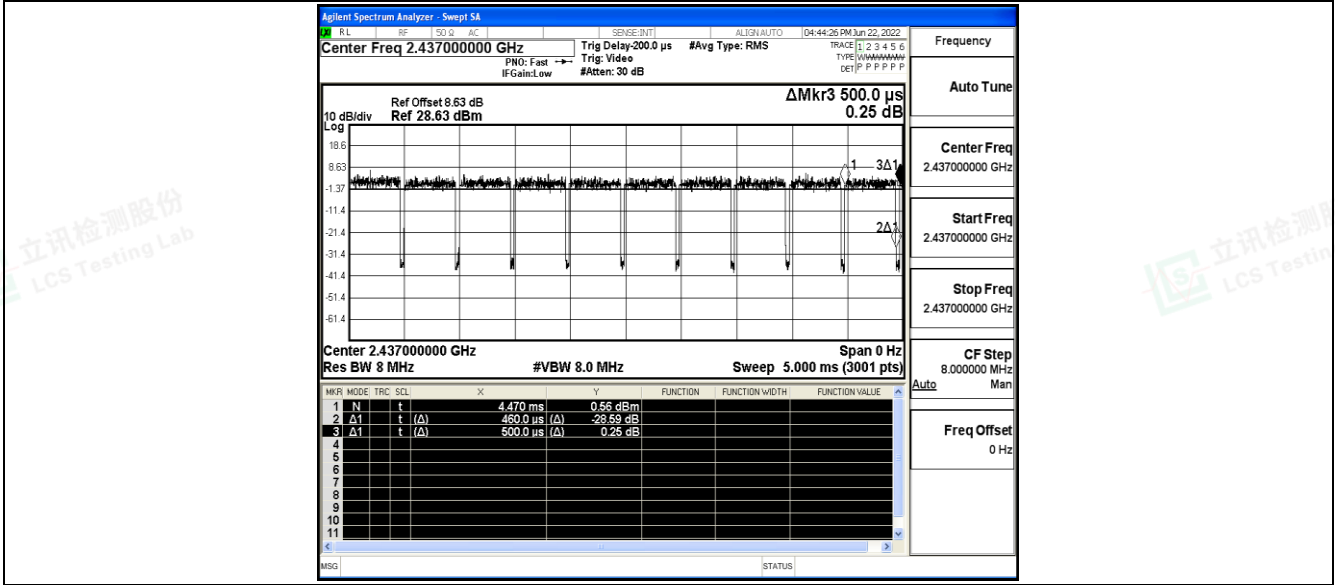 Agilent Spectrum Analyzer - Swept SA
RL RF 50 Ω AC SENSE:INT ALIGNAUTO 04:44:26 PM Jun 22, 2022
Center Freq 2.437000000 GHz
PNO: Fast
IFGain:Low
Trig Delay-200.0 µs
Trig: Video
#Atten: 30 dB
#Avg Type: RMS
TRACE 1 2 3 4 5 6
TYPE WWWWWW
DET P P P P P P
ΔMkr3 500.0 µs
0.25 dB
Ref Offset 8.63 dB
10 dB/div Ref 28.63 dBm
Log
18.6
8.63
-1.37
-11.4
-21.4
-31.4
-41.4
-51.4
-61.4
1
3Δ1
2Δ1
Center 2.437000000 GHz Span 0 Hz
Res BW 8 MHz #VBW 8.0 MHz Sweep 5.000 ms (3001 pts)
MKR MODE TRC SCL X Y FUNCTION FUNCTION WIDTH FUNCTION VALUE
1 N t 4.470 ms 0.56 dBm
2 Δ1 t (Δ) 460.0 µs (Δ) -28.59 dB
3 Δ1 t (Δ) 500.0 µs (Δ) 0.25 dB
4
5
6
7
8
9
10
11
MSG STATUS
Frequency
Auto Tune
Center Freq
2.437000000 GHz
Start Freq
2.437000000 GHz
Stop Freq
2.437000000 GHz
CF Step
8.000000 MHz
Auto Man
Freq Offset
0 Hz
立讯检测股份
LCS Testing Lab
立讯检测
LCS Testin